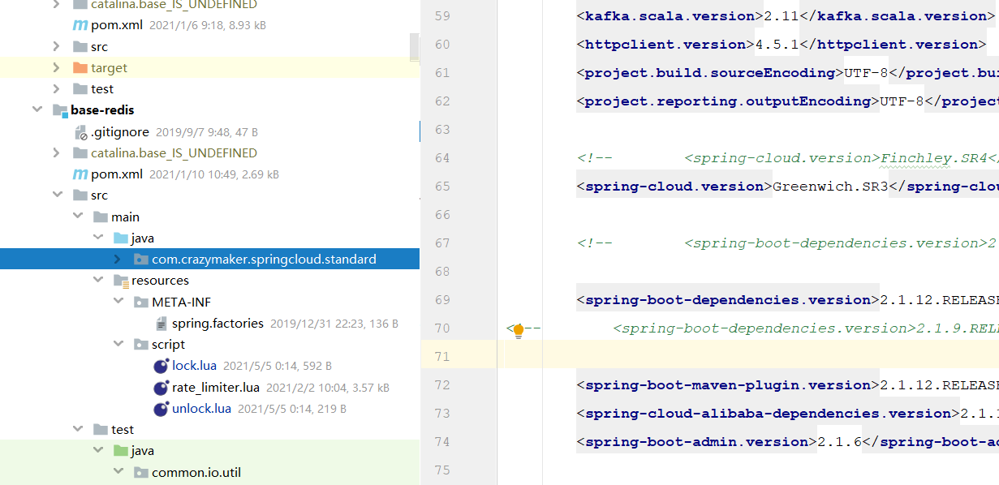 catalina.base_IS_UNDEFINED
pom.xml 2021/1/6 9:18, 8.93 kB
src
target
test
base-redis
.gitignore 2019/9/7 9:48, 47 B
catalina.base_IS_UNDEFINED
pom.xml 2021/1/10 10:49, 2.69 kB
src
main
java
com.crazymaker.springcloud.standard
resources
META-INF
spring.factories 2019/12/31 22:23, 136 B
script
lock.lua 2021/5/5 0:14, 592 B
rate_limiter.lua 2021/2/2 10:04, 3.57 kB
unlock.lua 2021/5/5 0:14, 219 B
test
java
common.io.util
59 <kafka.scala.version>2.11</kafka.scala.version>
60 <httpclient.version>4.5.1</httpclient.version>
61 <project.build.sourceEncoding>UTF-8</project.bui
62 <project.reporting.outputEncoding>UTF-8</project
63
64 <!-- <spring-cloud.version>Finchley.SR4</
65 <spring-cloud.version>Greenwich.SR3</spring-clou
66
67 <!-- <spring-boot-dependencies.version>2
68
69 <spring-boot-dependencies.version>2.1.12.RELEASE
70 <!-- <spring-boot-dependencies.version>2.1.9.REL
71
72 <spring-boot-maven-plugin.version>2.1.12.RELEASE
73 <spring-cloud-alibaba-dependencies.version>2.1.
74 <spring-boot-admin.version>2.1.6</spring-boot-ad
75